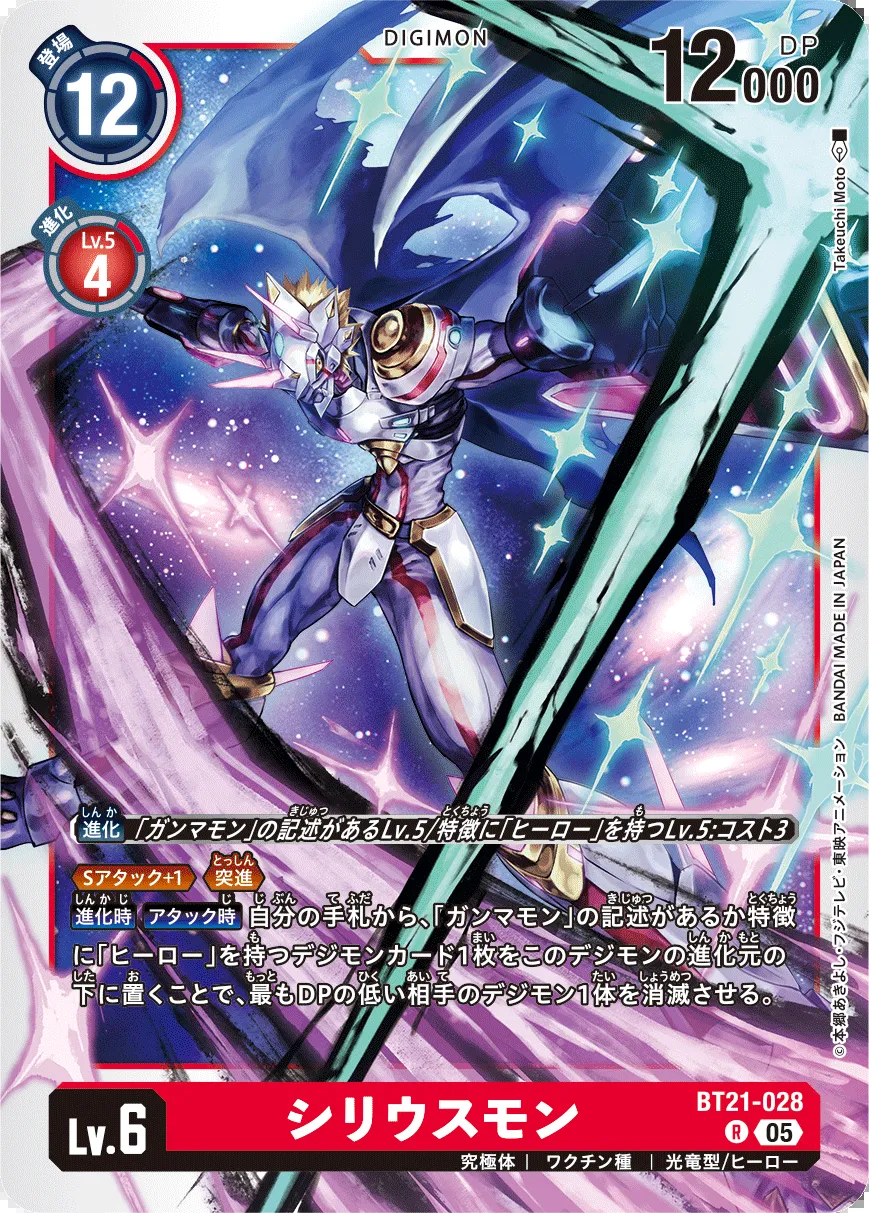 登場
12
DIGIMON
12000
DP
進化
Lv.5
4
Takeuchi Moto
進化 「ガンマモン」の記述があるLv.5/特徴に「ヒーロー」を持つLv.5:コスト3
Sアタック+1 突進
進化時 アタック時 自分の手札から、「ガンマモン」の記述があるか特徴
に「ヒーロー」を持つデジモンカード1枚をこのデジモンの進化元の
下に置くことで、最もDPの低い相手のデジモン1体を消滅させる。
©本郷あきよし・フジテレビ・東映アニメーション BANDAI MADE IN JAPAN
Lv.6
シリウスモン
BT21-028
R 05
究極体 | ワクチン種 | 光竜型/ヒーロー